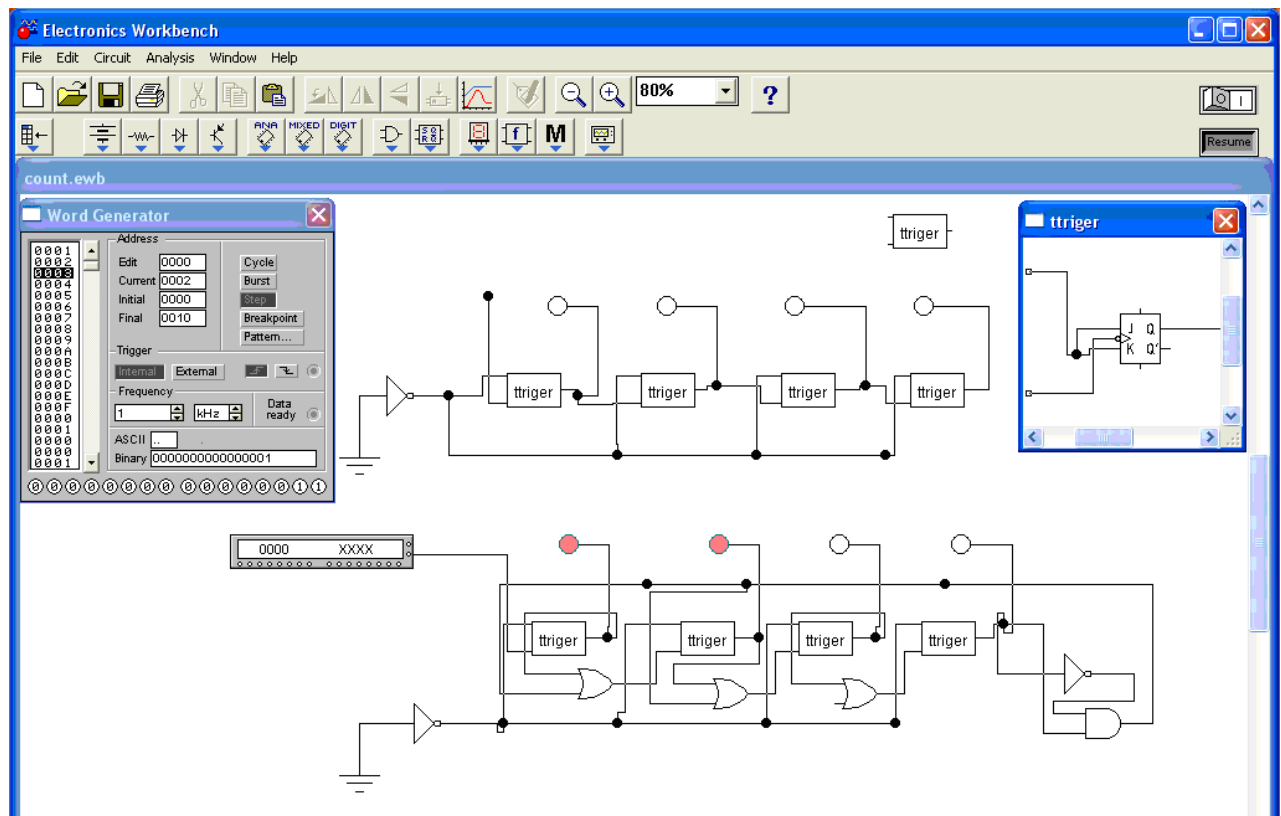 Electronics Workbench
File Edit Circuit Analysis Window Help
80%
?
ANA MIXED DIGIT
M
Resume
count.ewb
Word Generator
0001
0002
0003
0004
0005
0006
0007
0008
0009
000A
000B
000C
000D
000E
000F
0000
0001
0000
0000
0001
Address
Edit 0000 Cycle
Current 0002 Burst
Initial 0000 Step
Final 0010 Breakpoint
Pattern...
Trigger
Internal External
Frequency
1 kHz Data ready
ASCII .. .
Binary 0000000000000001
0 0 0 0 0 0 0 0 0 0 0 0 0 0 1 1
ttriger
ttriger
J Q
K Q'
ttriger ttriger ttriger ttriger
0000 XXXX
ttriger ttriger ttriger ttriger